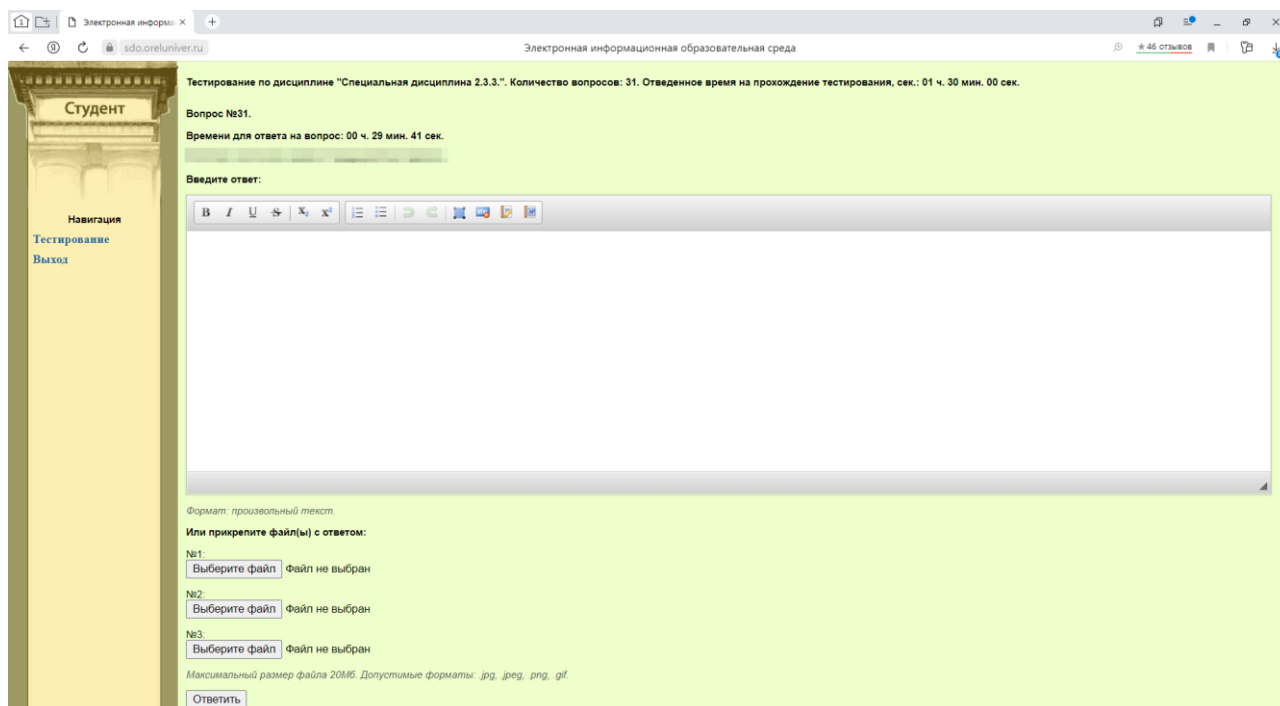 Электронная информа
sdo.oreluniver.ru
Электронная информационная образовательная среда
★ 46 отзывов
Студент
Навигация
Тестирование
Выход
Тестирование по дисциплине "Специальная дисциплина 2.3.3.". Количество вопросов: 31. Отведенное время на прохождение тестирования, сек.: 01 ч. 30 мин. 00 сек.
Вопрос №31.
Времени для ответа на вопрос: 00 ч. 29 мин. 41 сек.
Введите ответ:
B I U S X₂ X²
Формат: произвольный текст.
Или прикрепите файл(ы) с ответом:
№1:
Выберите файл Файл не выбран
№2:
Выберите файл Файл не выбран
№3:
Выберите файл Файл не выбран
Максимальный размер файла 20Мб. Допустимые форматы: .jpg, .jpeg, .png, .gif.
Ответить